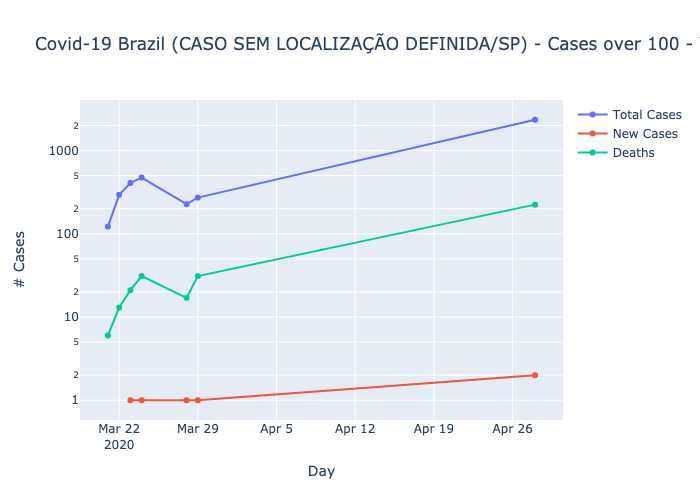 Covid-19 Brazil (CASO SEM LOCALIZAÇÃO DEFINIDA/SP) - Cases over 100 -
Total Cases
New Cases
Deaths
2
1000
5
2
100
5
2
10
5
2
1
# Cases
Mar 22
2020
Mar 29
Apr 5
Apr 12
Apr 19
Apr 26
Day